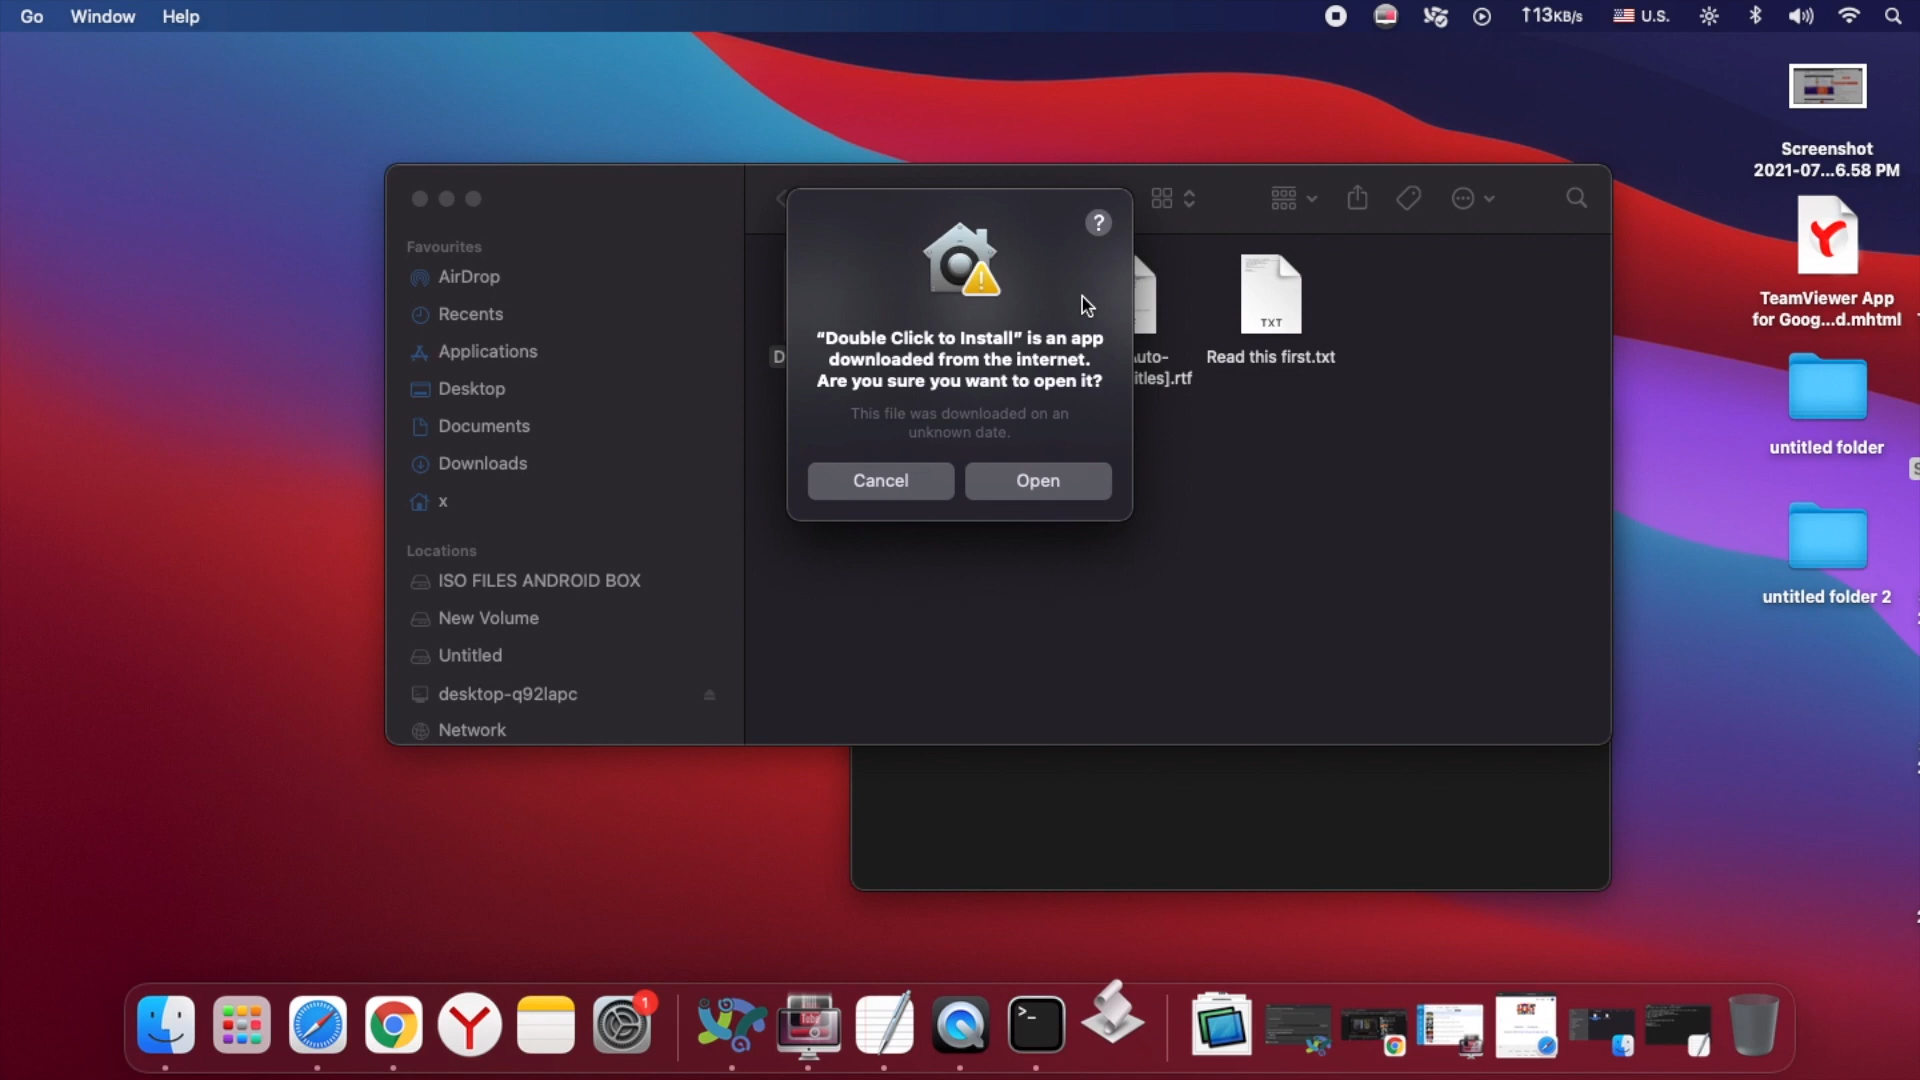 Go Window Help
↑13KB/s U.S.
Screenshot
2021-07...6.58 PM
TeamViewer App
for Goog...d.mhtml
untitled folder
untitled folder 2
Favourites
AirDrop
Recents
Applications
Desktop
Documents
Downloads
x
Locations
ISO FILES ANDROID BOX
New Volume
Untitled
desktop-q92lapc
Network
?
“Double Click to Install” is an app
downloaded from the internet.
Are you sure you want to open it?
This file was downloaded on an
unknown date.
Cancel Open
D
itles].rtf
TXT
Read this first.txt
1
>_